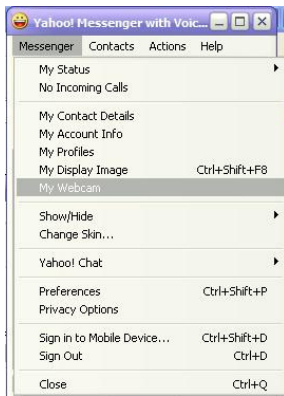 Yahoo! Messenger with Voic...
Messenger Contacts Actions Help
My Status
No Incoming Calls
My Contact Details
My Account Info
My Profiles
My Display Image Ctrl+Shift+F8
My Webcam
Show/Hide
Change Skin...
Yahoo! Chat
Preferences Ctrl+Shift+P
Privacy Options
Sign in to Mobile Device... Ctrl+Shift+D
Sign Out Ctrl+D
Close Ctrl+Q